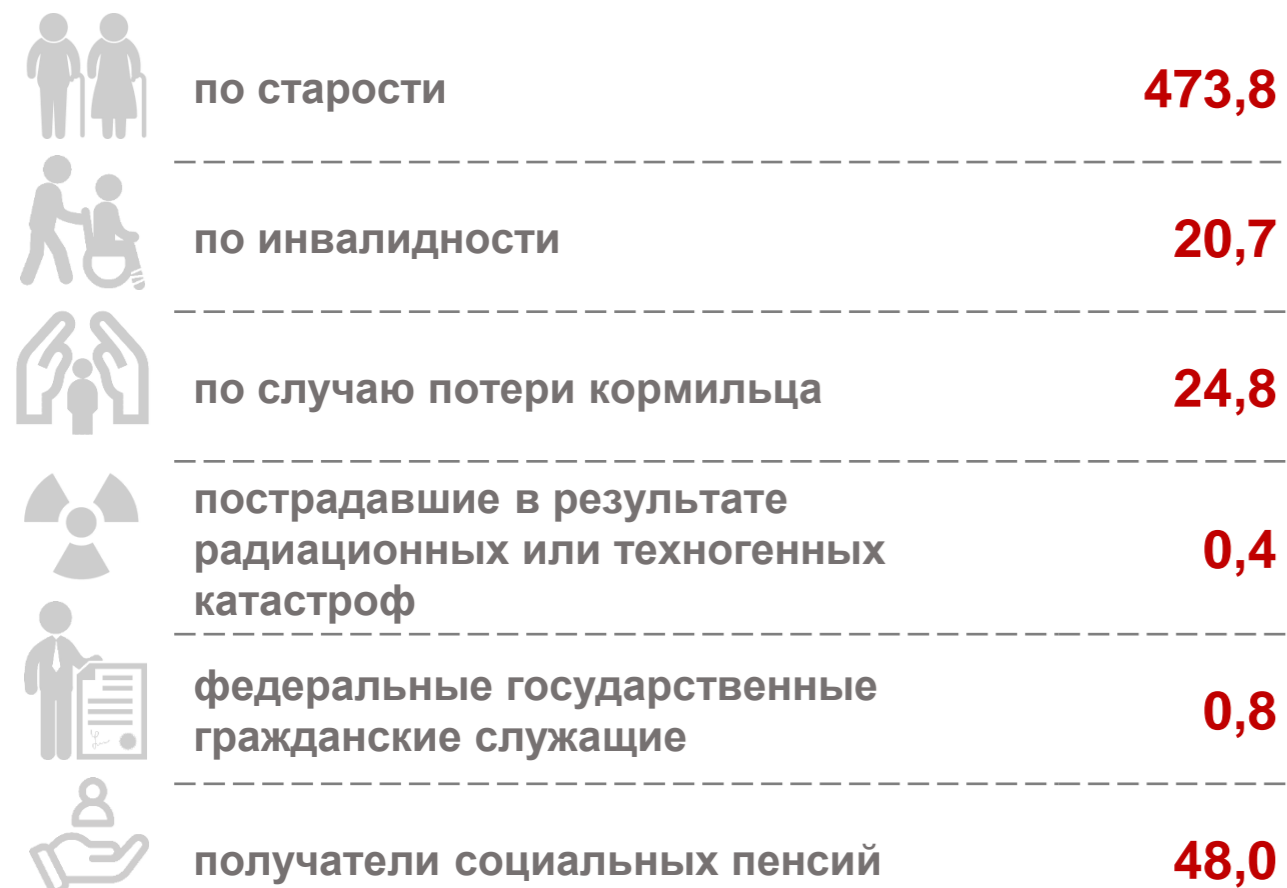 по старости 473,8
по инвалидности 20,7
по случаю потери кормильца 24,8
пострадавшие в результате
радиационных или техногенных
катастроф
0,4
федеральные государственные
гражданские служащие
0,8
получатели социальных пенсий 48,0